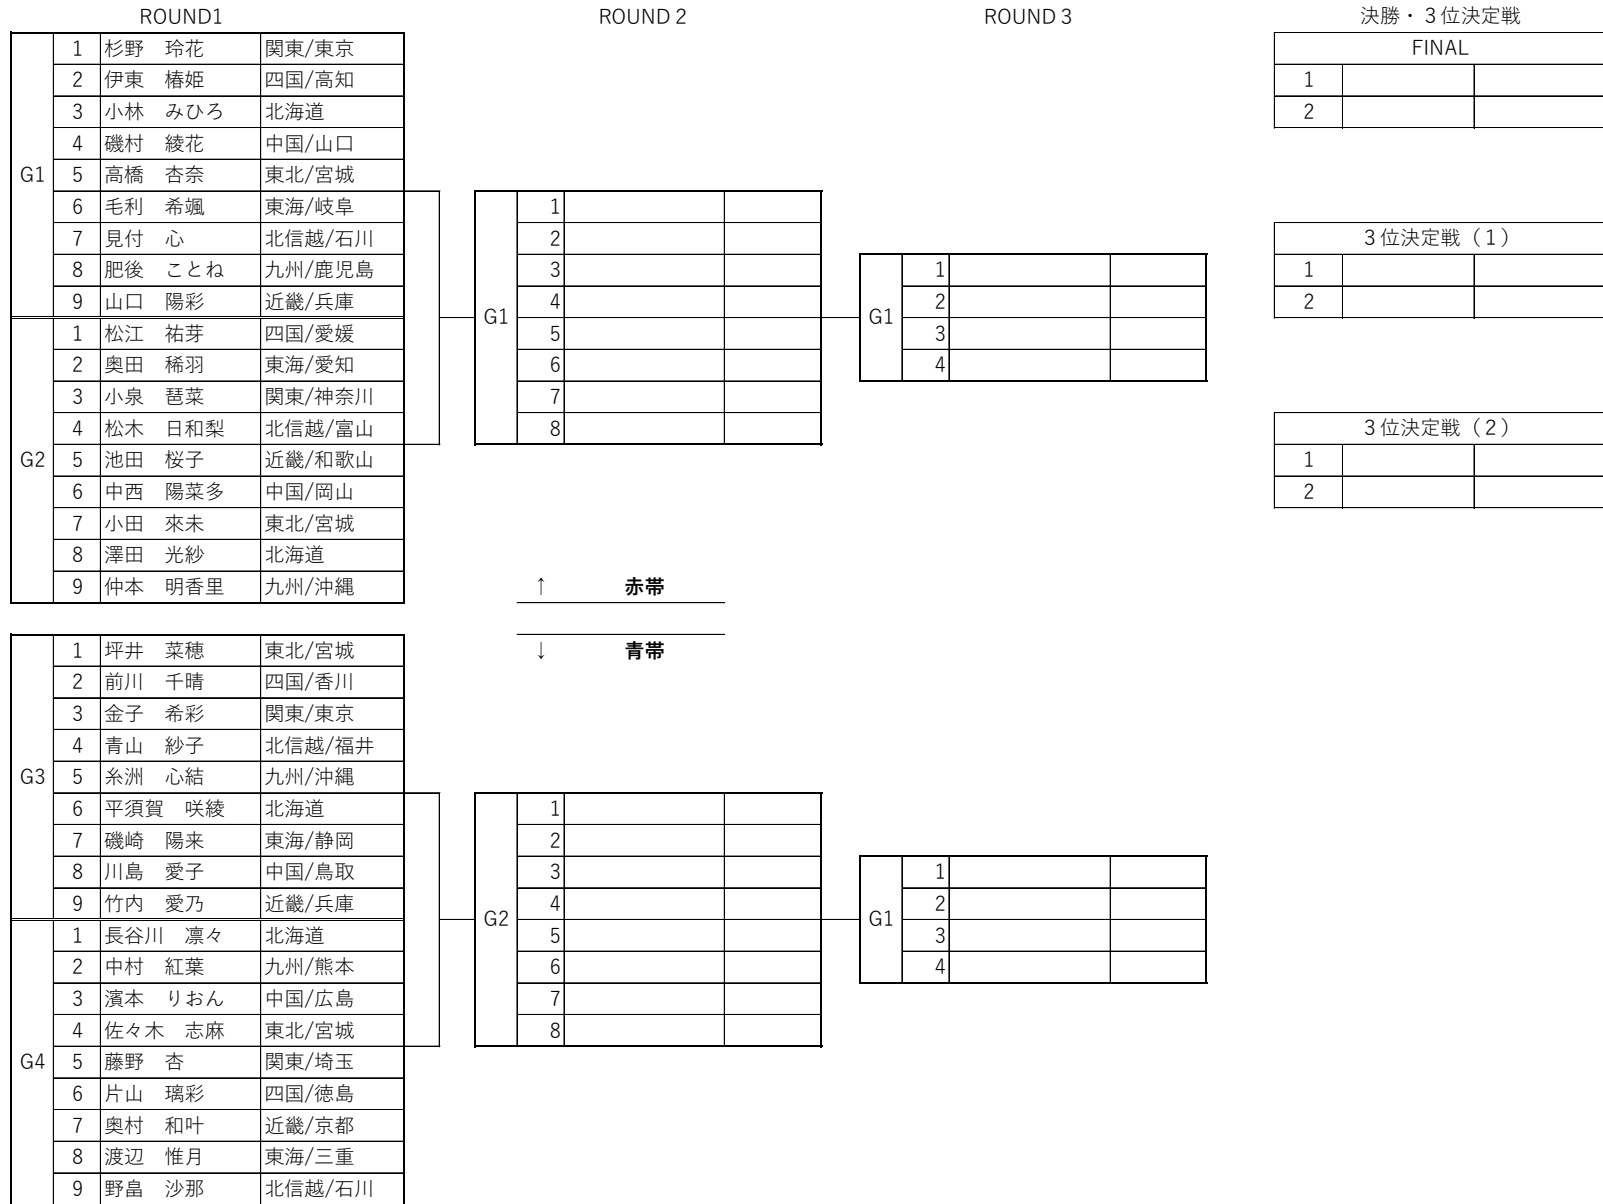 ROUND1 ROUND 2 ROUND 3 決勝・３位決定戦
G1
1 杉野　玲花 関東/東京
2 伊東　椿姫 四国/高知
3 小林　みひろ 北海道
4 磯村　綾花 中国/山口
5 高橋　杏奈 東北/宮城
6 毛利　希颯 東海/岐阜
7 見付　心 北信越/石川
8 肥後　ことね 九州/鹿児島
9 山口　陽彩 近畿/兵庫
G2
1 松江　祐芽 四国/愛媛
2 奥田　稀羽 東海/愛知
3 小泉　琶菜 関東/神奈川
4 松木　日和梨 北信越/富山
5 池田　桜子 近畿/和歌山
6 中西　陽菜多 中国/岡山
7 小田　來未 東北/宮城
8 澤田　光紗 北海道
9 仲本　明香里 九州/沖縄
G3
1 坪井　菜穂 東北/宮城
2 前川　千晴 四国/香川
3 金子　希彩 関東/東京
4 青山　紗子 北信越/福井
5 糸洲　心結 九州/沖縄
6 平須賀　咲綾 北海道
7 磯崎　陽来 東海/静岡
8 川島　愛子 中国/鳥取
9 竹内　愛乃 近畿/兵庫
G4
1 長谷川　凛々 北海道
2 中村　紅葉 九州/熊本
3 濱本　りおん 中国/広島
4 佐々木　志麻 東北/宮城
5 藤野　杏 関東/埼玉
6 片山　璃彩 四国/徳島
7 奥村　和叶 近畿/京都
8 渡辺　惟月 東海/三重
9 野畠　沙那 北信越/石川
G1
1
2
3
4
5
6
7
8
↑ 赤帯
↓ 青帯
G2
1
2
3
4
5
6
7
8
G1
1
2
3
4
G1
1
2
3
4
FINAL
1
2
３位決定戦（１）
1
2
３位決定戦（２）
1
2